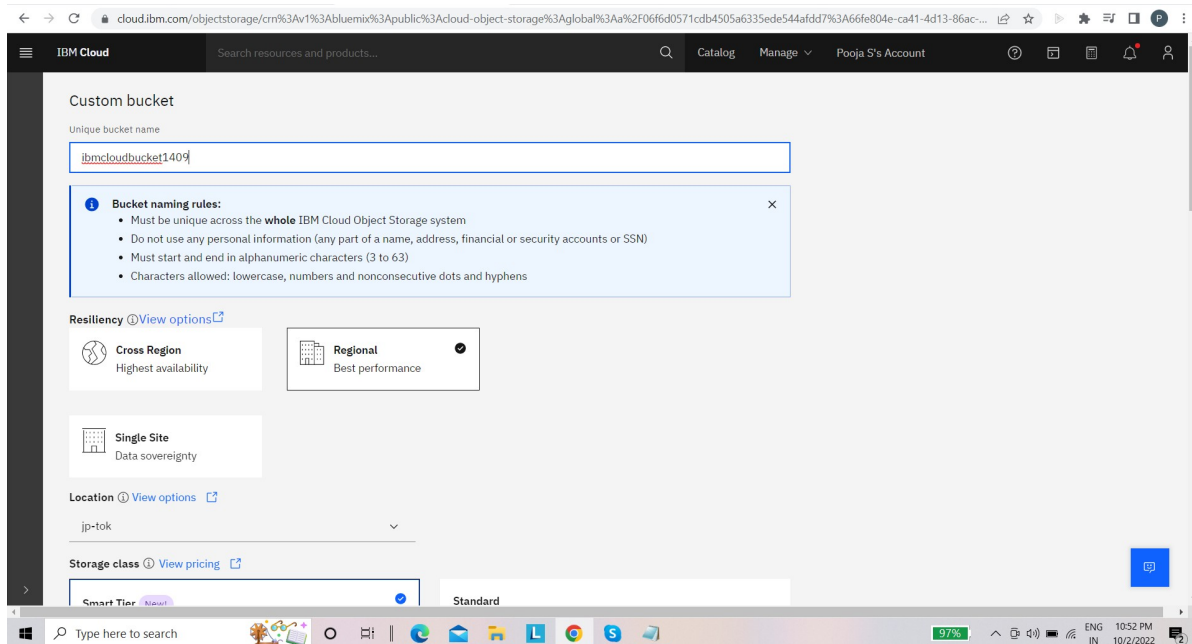 cloud.ibm.com/objectstorage/crn%3Av1%3Abluemix%3Apublic%3Acloud-object-storage%3Aglobal%3Aa%2F06f6d0571cdb4505a6335ede544afdd7%3A66fe804e-ca41-4d13-86ac-...
P
IBM Cloud
Search resources and products...
Catalog
Manage
Pooja S's Account
Custom bucket
Unique bucket name
ibmcloudbucket1409
Bucket naming rules:
• Must be unique across the whole IBM Cloud Object Storage system
• Do not use any personal information (any part of a name, address, financial or security accounts or SSN)
• Must start and end in alphanumeric characters (3 to 63)
• Characters allowed: lowercase, numbers and nonconsecutive dots and hyphens
Resiliency View options
Cross Region
Highest availability
Regional
Best performance
Single Site
Data sovereignty
Location View options
jp-tok
Storage class View pricing
Smart Tier New!
Standard
Type here to search
L
S
97%
ENG
IN
10:52 PM
10/2/2022
2